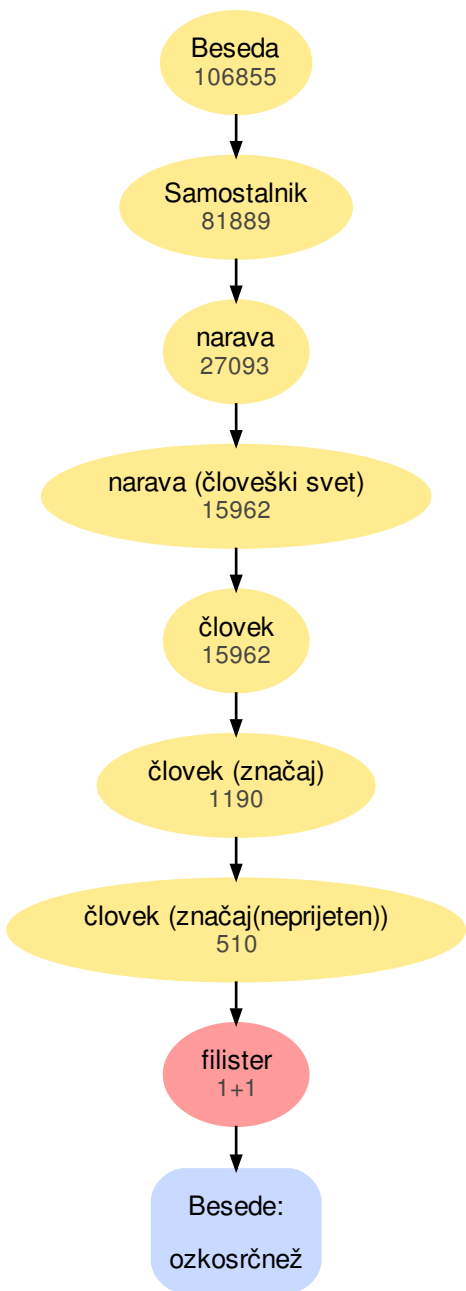 Beseda
106855
Samostalnik
81889
narava
27093
narava (človeški svet)
15962
človek
15962
človek (značaj)
1190
človek (značaj(neprijeten))
510
filister
1+1
Besede:
ozkosrčnež